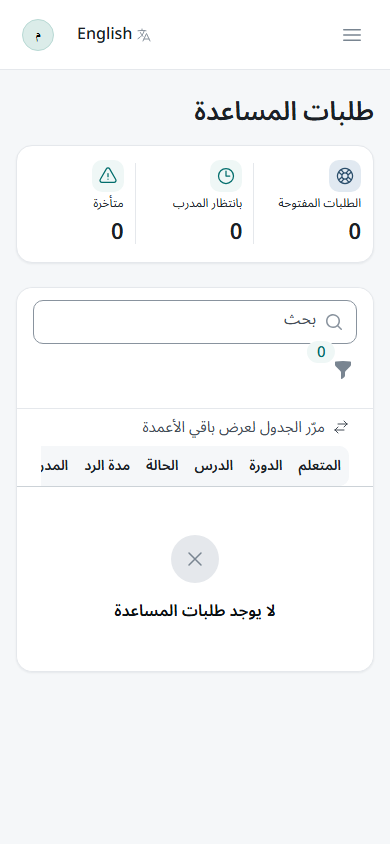 م
English
طلبات المساعدة
الطلبات المفتوحة
0
بانتظار المدرب
0
متأخرة
0
بحث
0
مرّر الجدول لعرض باقي الأعمدة
المتعلم الدورة الدرس الحالة مدة الرد المدر
لا يوجد طلبات المساعدة